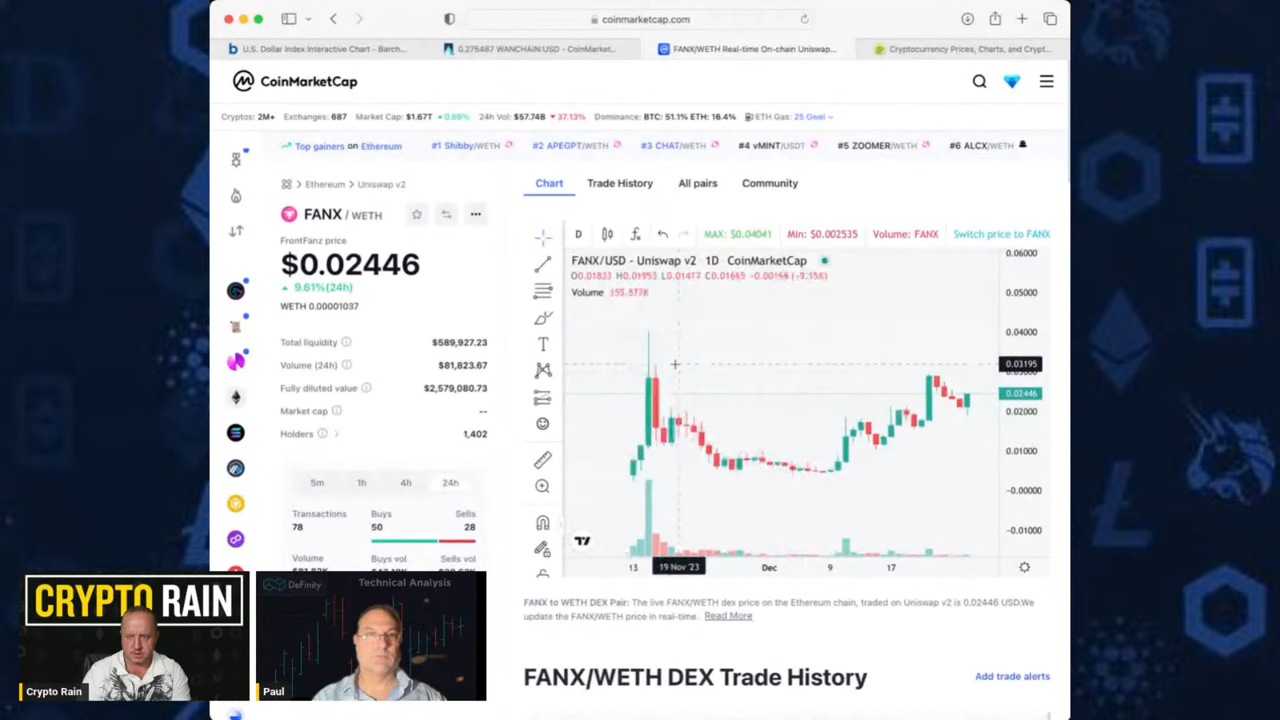 coinmarketcap.com
U.S. Dollar Index Interactive Chart - Barch...
0.275487 WANCHAIN:USD - CoinMarket...
FANX/WETH Real-time On-chain Uniswap...
Cryptocurrency Prices, Charts, and Crypt...
CoinMarketCap
Cryptos: 2M+ Exchanges: 687 Market Cap: $1.67T 0.89% 24h Vol: $57.74B 37.13% Dominance: BTC: 51.1% ETH: 16.4% ETH Gas: 25 Gwei
Top gainers on Ethereum #1 Shibby/WETH #2 APEGPT/WETH #3 CHAT/WETH #4 vMINT/USDT #5 ZOOMER/WETH #6 ALCX/WETH
Ethereum > Uniswap v2
FANX / WETH
FrontFanz price
$0.02446
9.61% (24h)
WETH 0.00001037
Total liquidity $589,927.23
Volume (24h) $81,823.67
Fully diluted value $2,579,080.73
Market cap --
Holders 1,402
5m 1h 4h 24h
Transactions Buys Sells
78 50 28
Volume Buys vol Sells vol
Chart Trade History All pairs Community
D MAX: $0.04041 Min: $0.002535 Volume: FANX Switch price to FANX
FANX/USD - Uniswap v2 · 1D · CoinMarketCap
Volume
0.06000
0.05000
0.04000
0.03195
0.02446
0.02000
0.01000
-0.00000
-0.01000
13 19 Nov '23 Dec 9 17
FANX to WETH DEX Pair: The live FANX/WETH dex price on the Ethereum chain, traded on Uniswap v2 is 0.02446 USD.We
update the FANX/WETH price in real-time. Read More
FANX/WETH DEX Trade History
Add trade alerts
CRYPTO RAIN
Crypto Rain
DeFinity
Technical Analysis
Paul